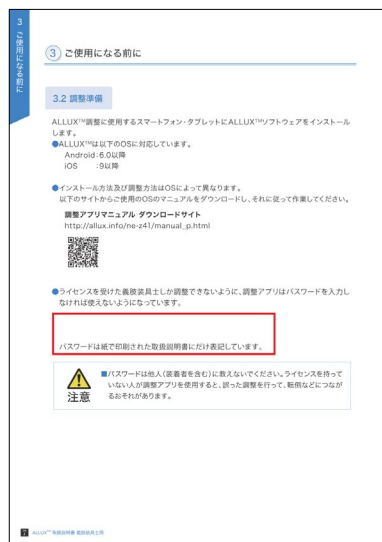 3 ご使用になる前に
③ ご使用になる前に
3.2 調整準備
ALLUX™調整に使用するスマートフォン・タブレットにALLUX™ソフトウェアをインストール
します。
●ALLUX™は以下のOSに対応しています。
Android：6.0以降
iOS ：9以降
●インストール方法及び調整方法はOSによって異なります。
以下のサイトからご使用のOSのマニュアルをダウンロードし、それに従って作業してください。
調整アプリマニュアル ダウンロードサイト
http://allux.info/ne-z41/manual_p.html
●ライセンスを受けた義肢装具士しか調整できないように、調整アプリはパスワードを入力し
なければ使えないようになっています。
パスワードは紙で印刷された取扱説明書にだけ表記しています。
注意
■パスワードは他人(装着者を含む)に教えないでください。ライセンスを持って
いない人が調整アプリを使用すると、誤った調整を行って、転倒などにつなが
るおそれがあります。
7 ALLUX™ 取扱説明書 義肢装具士用